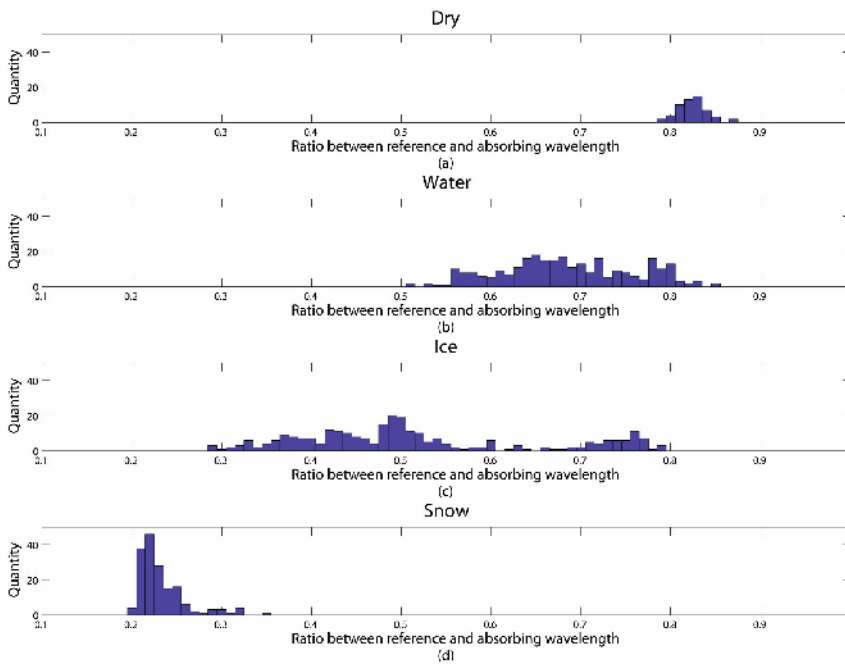 Dry
Quantity
40
20
0
0.1 0.2 0.3 0.4 0.5 0.6 0.7 0.8 0.9
Ratio between reference and absorbing wavelength
(a)
Water
Quantity
40
20
0
0.1 0.2 0.3 0.4 0.5 0.6 0.7 0.8 0.9
Ratio between reference and absorbing wavelength
(b)
Ice
Quantity
40
20
0
0.1 0.2 0.3 0.4 0.5 0.6 0.7 0.8 0.9
Ratio between reference and absorbing wavelength
(c)
Snow
Quantity
40
20
0
0.1 0.2 0.3 0.4 0.5 0.6 0.7 0.8 0.9
Ratio between reference and absorbing wavelength
(d)